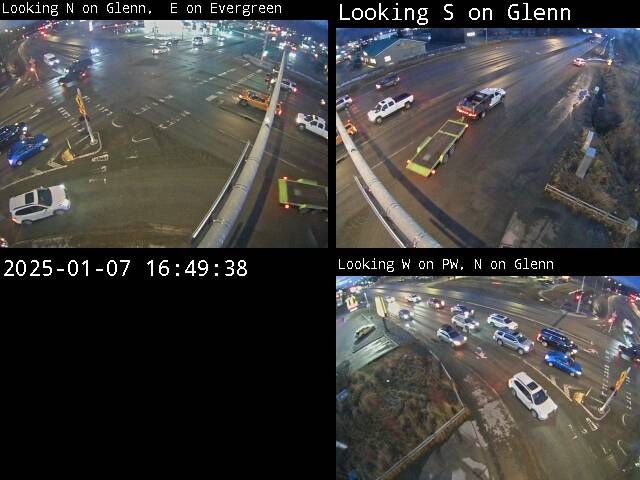 Looking N on Glenn,  E on Evergreen
Looking S on Glenn
2025-01-07 16:49:38
Looking W on PW, N on Glenn